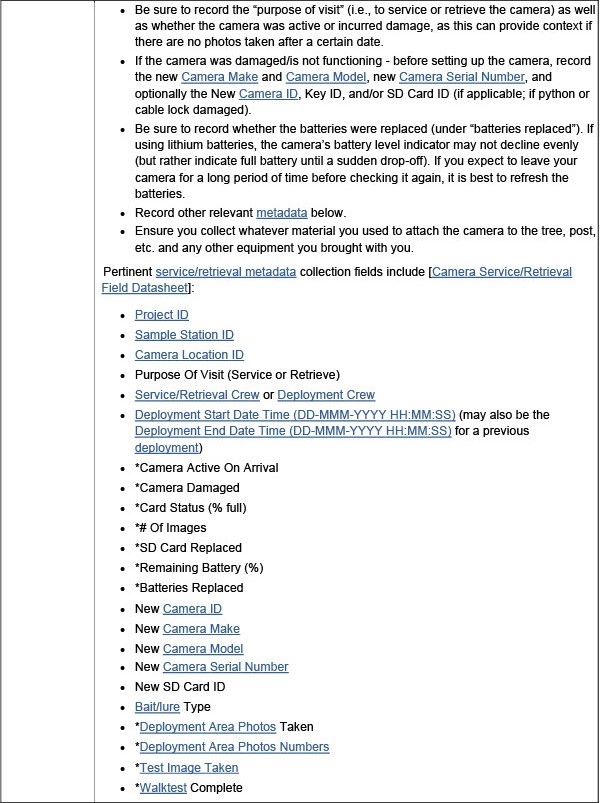 • Be sure to record the “purpose of visit” (i.e., to service or retrieve the camera) as well
as whether the camera was active or incurred damage, as this can provide context if
there are no photos taken after a certain date.
• If the camera was damaged/is not functioning - before setting up the camera, record
the new Camera Make and Camera Model, new Camera Serial Number, and
optionally the New Camera ID, Key ID, and/or SD Card ID (if applicable; if python or
cable lock damaged).
• Be sure to record whether the batteries were replaced (under “batteries replaced”). If
using lithium batteries, the camera’s battery level indicator may not decline evenly
(but rather indicate full battery until a sudden drop-off). If you expect to leave your
camera for a long period of time before checking it again, it is best to refresh the
batteries.
• Record other relevant metadata below.
• Ensure you collect whatever material you used to attach the camera to the tree, post,
etc. and any other equipment you brought with you.
Pertinent service/retrieval metadata collection fields include [Camera Service/Retrieval
Field Datasheet]:
• Project ID
• Sample Station ID
• Camera Location ID
• Purpose Of Visit (Service or Retrieve)
• Service/Retrieval Crew or Deployment Crew
• Deployment Start Date Time (DD-MMM-YYYY HH:MM:SS) (may also be the
Deployment End Date Time (DD-MMM-YYYY HH:MM:SS) for a previous
deployment)
• *Camera Active On Arrival
• *Camera Damaged
• *Card Status (% full)
• *# Of Images
• *SD Card Replaced
• *Remaining Battery (%)
• *Batteries Replaced
• New Camera ID
• New Camera Make
• New Camera Model
• New Camera Serial Number
• New SD Card ID
• Bait/lure Type
• *Deployment Area Photos Taken
• *Deployment Area Photos Numbers
• *Test Image Taken
• *Walktest Complete